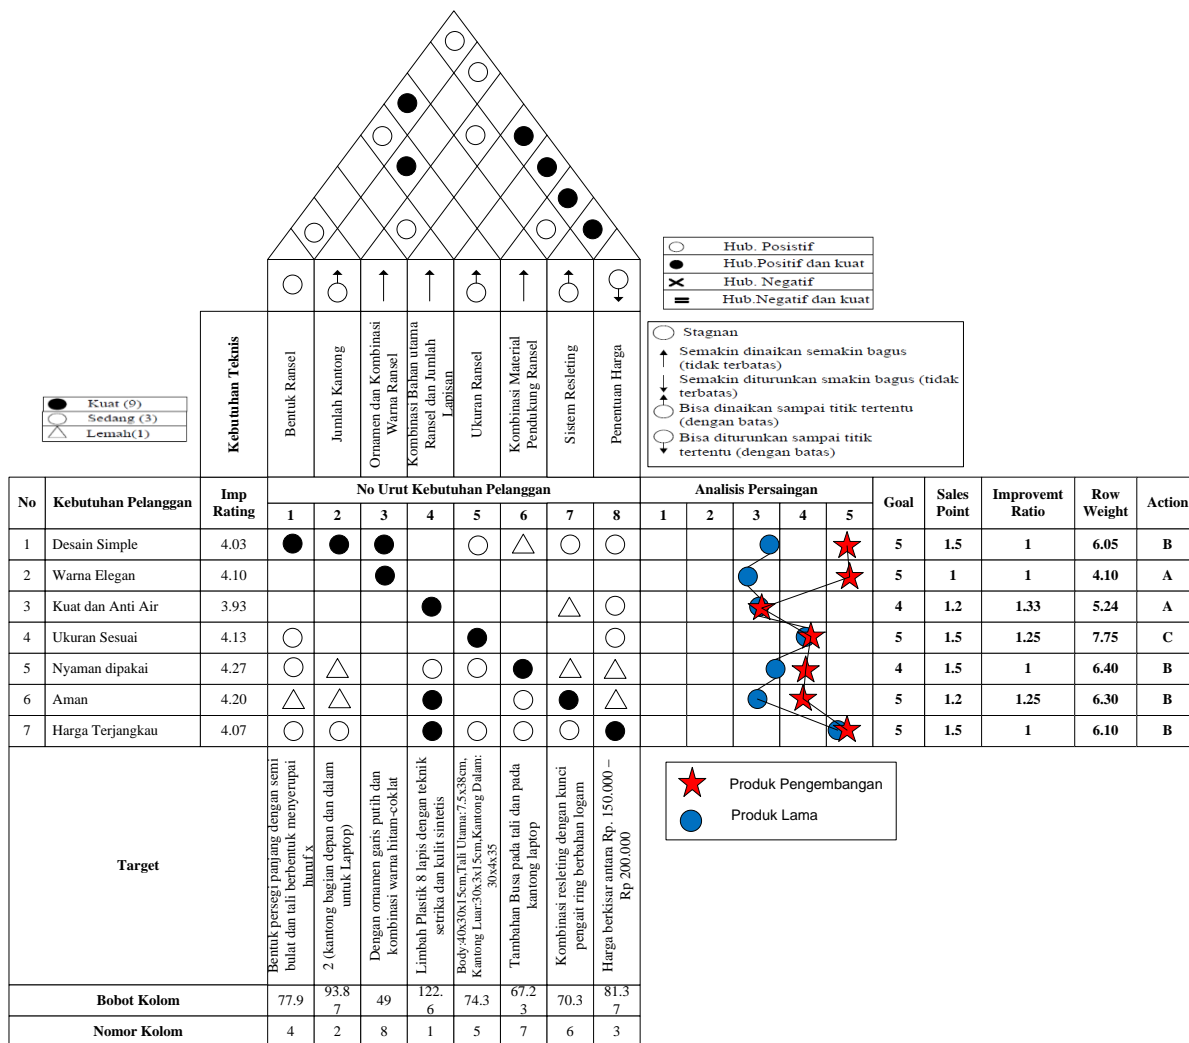 Hub. Posistif
Hub.Positif dan kuat
Hub. Negatif
Hub.Negatif dan kuat
Stagnan
Semakin dinaikan semakin bagus
(tidak terbatas)
Semakin diturunkan smakin bagus (tidak
terbatas)
Bisa dinaikan sampai titik tertentu
(dengan batas)
Bisa diturunkan sampai titik
tertentu (dengan batas)
Kuat (9)
Sedang (3)
Lemah(1)
Kebutuhan Teknis
Bentuk Ransel
Jumlah Kantong
Ornamen dan Kombinasi
Warna Ransel
Kombinasi Bahan utama
Ransel dan Jumlah
Lapisan
Ukuran Ransel
Kombinasi Material
Pendukung Ransel
Sistem Resleting
Penentuan Harga
No Kebutuhan Pelanggan Imp Rating No Urut Kebutuhan Pelanggan Analisis Persaingan Goal Sales Point Improvemt Ratio Row Weight Action
1 2 3 4 5 6 7 8 1 2 3 4 5
1 Desain Simple 4.03 5 1.5 1 6.05 B
2 Warna Elegan 4.10 5 1 1 4.10 A
3 Kuat dan Anti Air 3.93 4 1.2 1.33 5.24 A
4 Ukuran Sesuai 4.13 5 1.5 1.25 7.75 C
5 Nyaman dipakai 4.27 4 1.5 1 6.40 B
6 Aman 4.20 5 1.2 1.25 6.30 B
7 Harga Terjangkau 4.07 5 1.5 1 6.10 B
Target
Bentuk persegi panjang dengan semi
bulat dan tali berbentuk menyerupai
huruf x
2 (kantong bagian depan dan dalam
untuk Laptop)
Dengan ornamen garis putih dan
kombinasi warna hitam-coklat
Limbah Plastik 8 lapis dengan teknik
setrika dan kulit sintetis
Body:40x30x15cm,Tali Utama:7.5x38cm,
Kantong Luar:30x3x15cm,Kantong Dalam:
30x4x35
Tambahan Busa pada tali dan pada
kantong laptop
Kombinasi resleting dengan kunci
pengait ring berbahan logam
Harga berkisar antara Rp. 150.000 –
Rp 200.000
Produk Pengembangan
Produk Lama
Bobot Kolom 77.9 93.87 49 122.6 74.3 67.23 70.3 81.37
Nomor Kolom 4 2 8 1 5 7 6 3